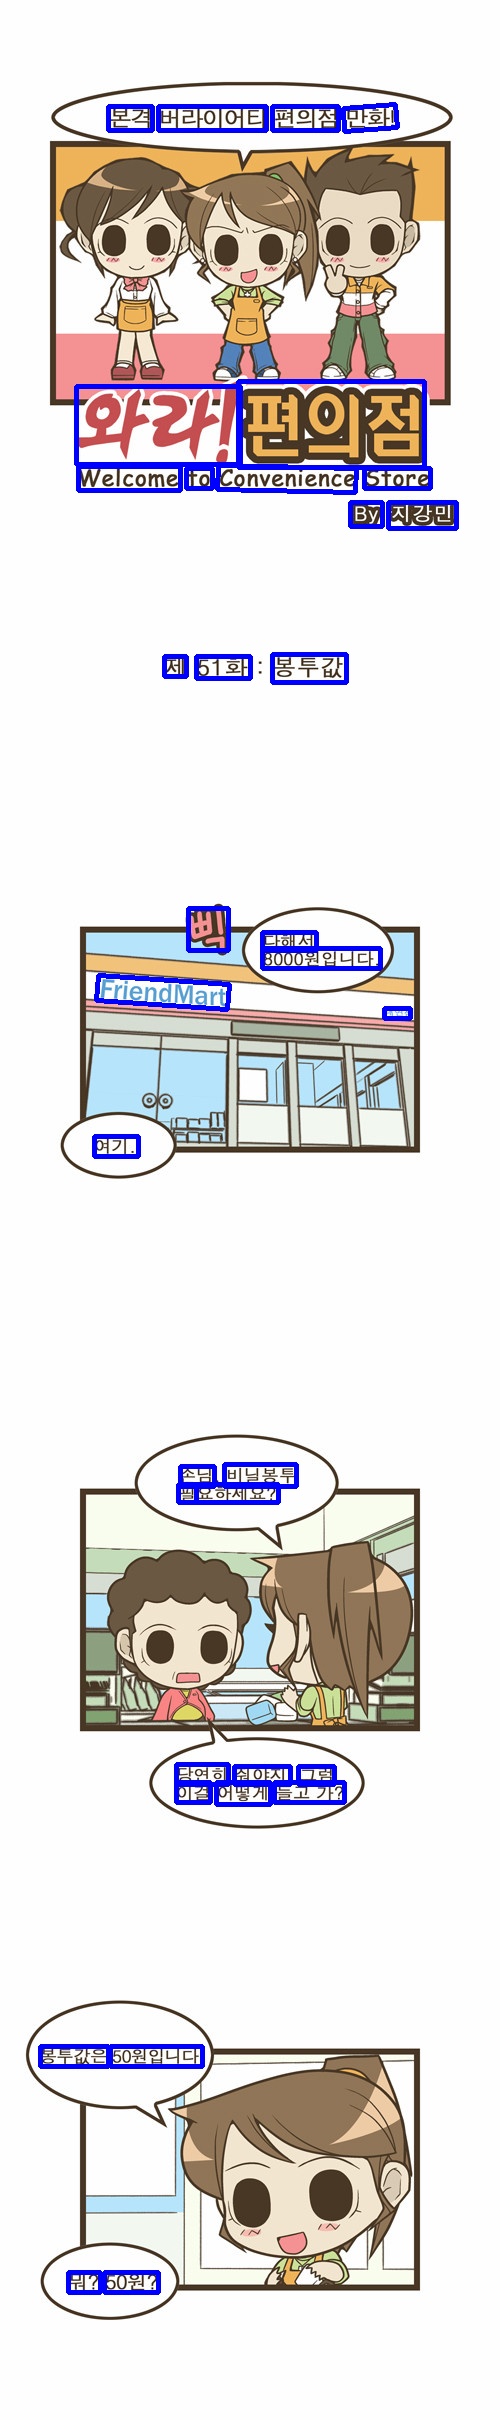 본격 버라이어티 편의점 만화!
와라! 편의점
Welcome to Convenience Store
By 지강민
제 51화 : 봉투값
삑
다해서
8000원입니다.
FriendMart
여기.
손님, 비닐봉투
필요하세요?
당연히 줘야지 그럼
이걸 어떻게 들고 가?
봉투값은 50원입니다
뭐? 50원?